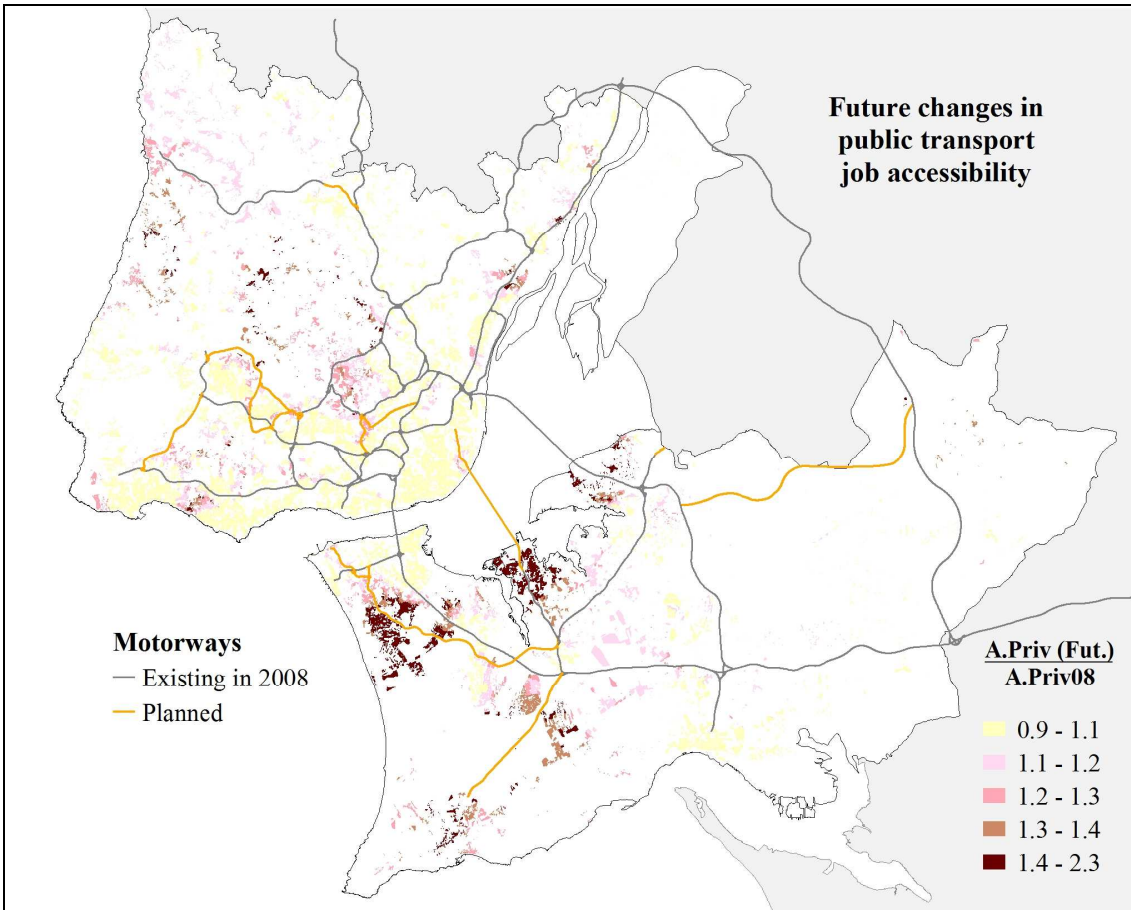 Future changes in
public transport
job accessibility
Motorways
Existing in 2008
Planned
A.Priv (Fut.)
A.Priv08
0.9 - 1.1
1.1 - 1.2
1.2 - 1.3
1.3 - 1.4
1.4 - 2.3